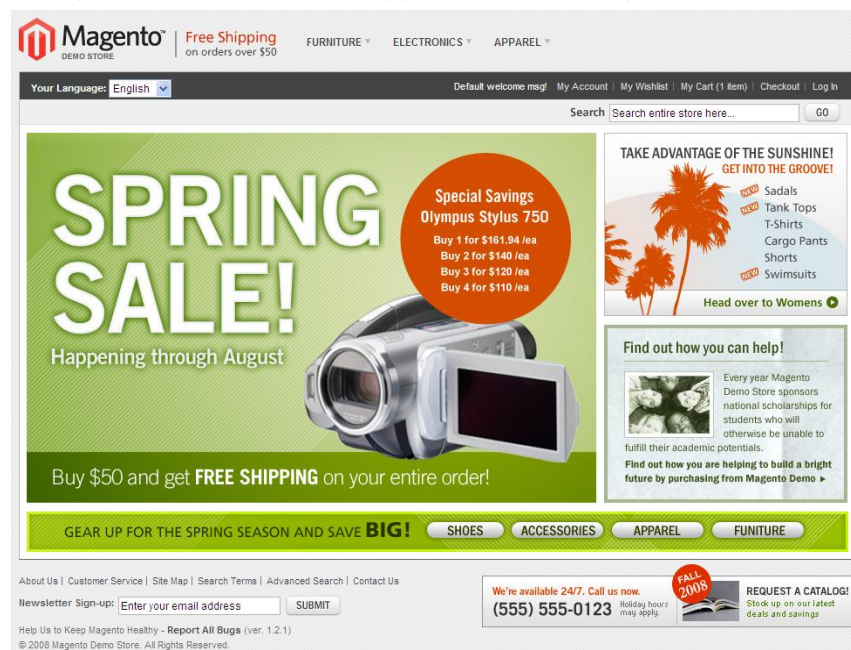 Magento™
DEMO STORE
Free Shipping
on orders over $50
FURNITURE
ELECTRONICS
APPAREL
Your Language: English
Default welcome msg! My Account | My Wishlist | My Cart (1 item) | Checkout | Log In
Search Search entire store here... GO
SPRING
SALE!
Happening through August
Special Savings
Olympus Stylus 750
Buy 1 for $161.94 /ea
Buy 2 for $140 /ea
Buy 3 for $120 /ea
Buy 4 for $110 /ea
Buy $50 and get FREE SHIPPING on your entire order!
TAKE ADVANTAGE OF THE SUNSHINE!
GET INTO THE GROOVE!
NEW Sadals
NEW Tank Tops
T-Shirts
Cargo Pants
Shorts
NEW Swimsuits
Head over to Womens
Find out how you can help!
Every year Magento
Demo Store sponsors
national scholarships for
students who will
otherwise be unable to
fulfill their academic potentials.
Find out how you are helping to build a bright
future by purchasing from Magento Demo ▸
GEAR UP FOR THE SPRING SEASON AND SAVE BIG! SHOES ACCESSORIES APPAREL FUNITURE
About Us | Customer Service | Site Map | Search Terms | Advanced Search | Contact Us
Newsletter Sign-up: Enter your email address SUBMIT
Help Us to Keep Magento Healthy - Report All Bugs (ver. 1.2.1)
© 2008 Magento Demo Store. All Rights Reserved.
We're available 24/7. Call us now.
(555) 555-0123 Holiday hours
may apply.
FALL
2008
REQUEST A CATALOG!
Stock up on our latest
deals and savings